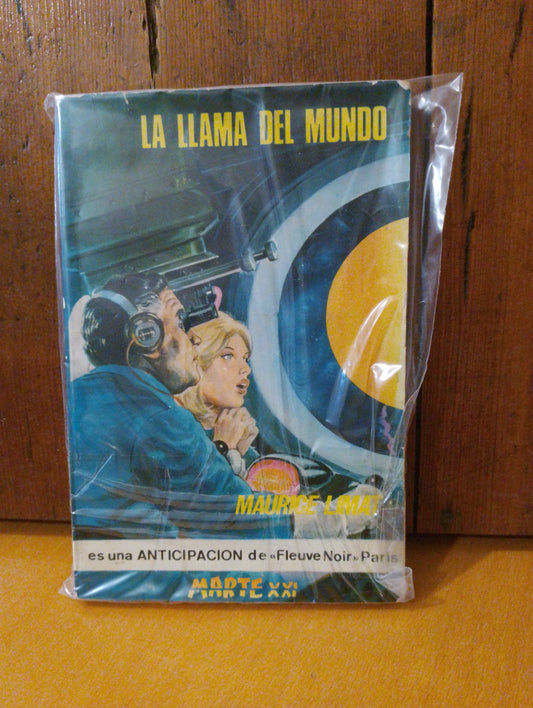 LA LLAMA DEL MUNDO
MAURICE LIMAT
es una ANTICIPACION de «Fleuve Noir» Paris
MARTE XXI